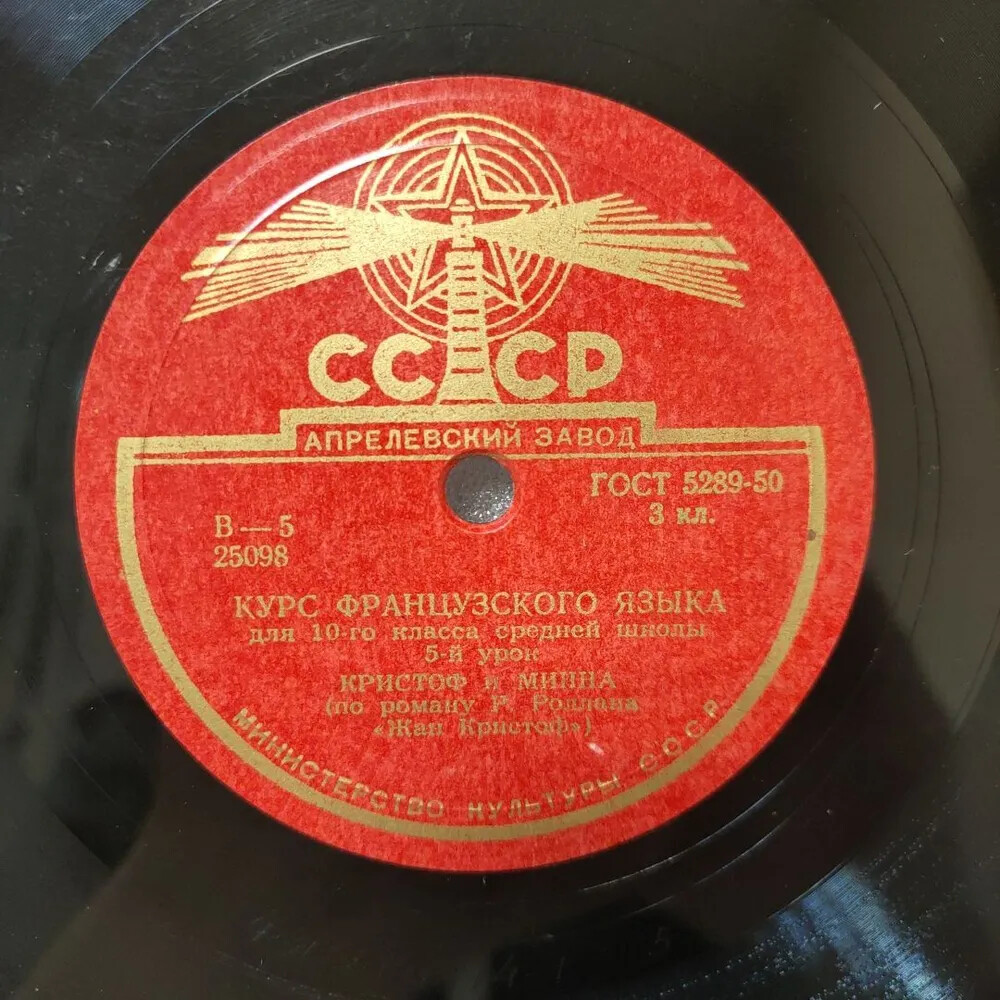 СССР
АПРЕЛЕВСКИЙ ЗАВОД
ГОСТ 5289-50
3 кл.
В — 5
25098
КУРС ФРАНЦУЗСКОГО ЯЗЫКА
для 10-го класса средней школы
5-й урок
КРИСТОФ и МИННА
(по роману Р. Роллана
«Жан Кристоф»)
МИНИСТЕРСТВО КУЛЬТУРЫ СССР